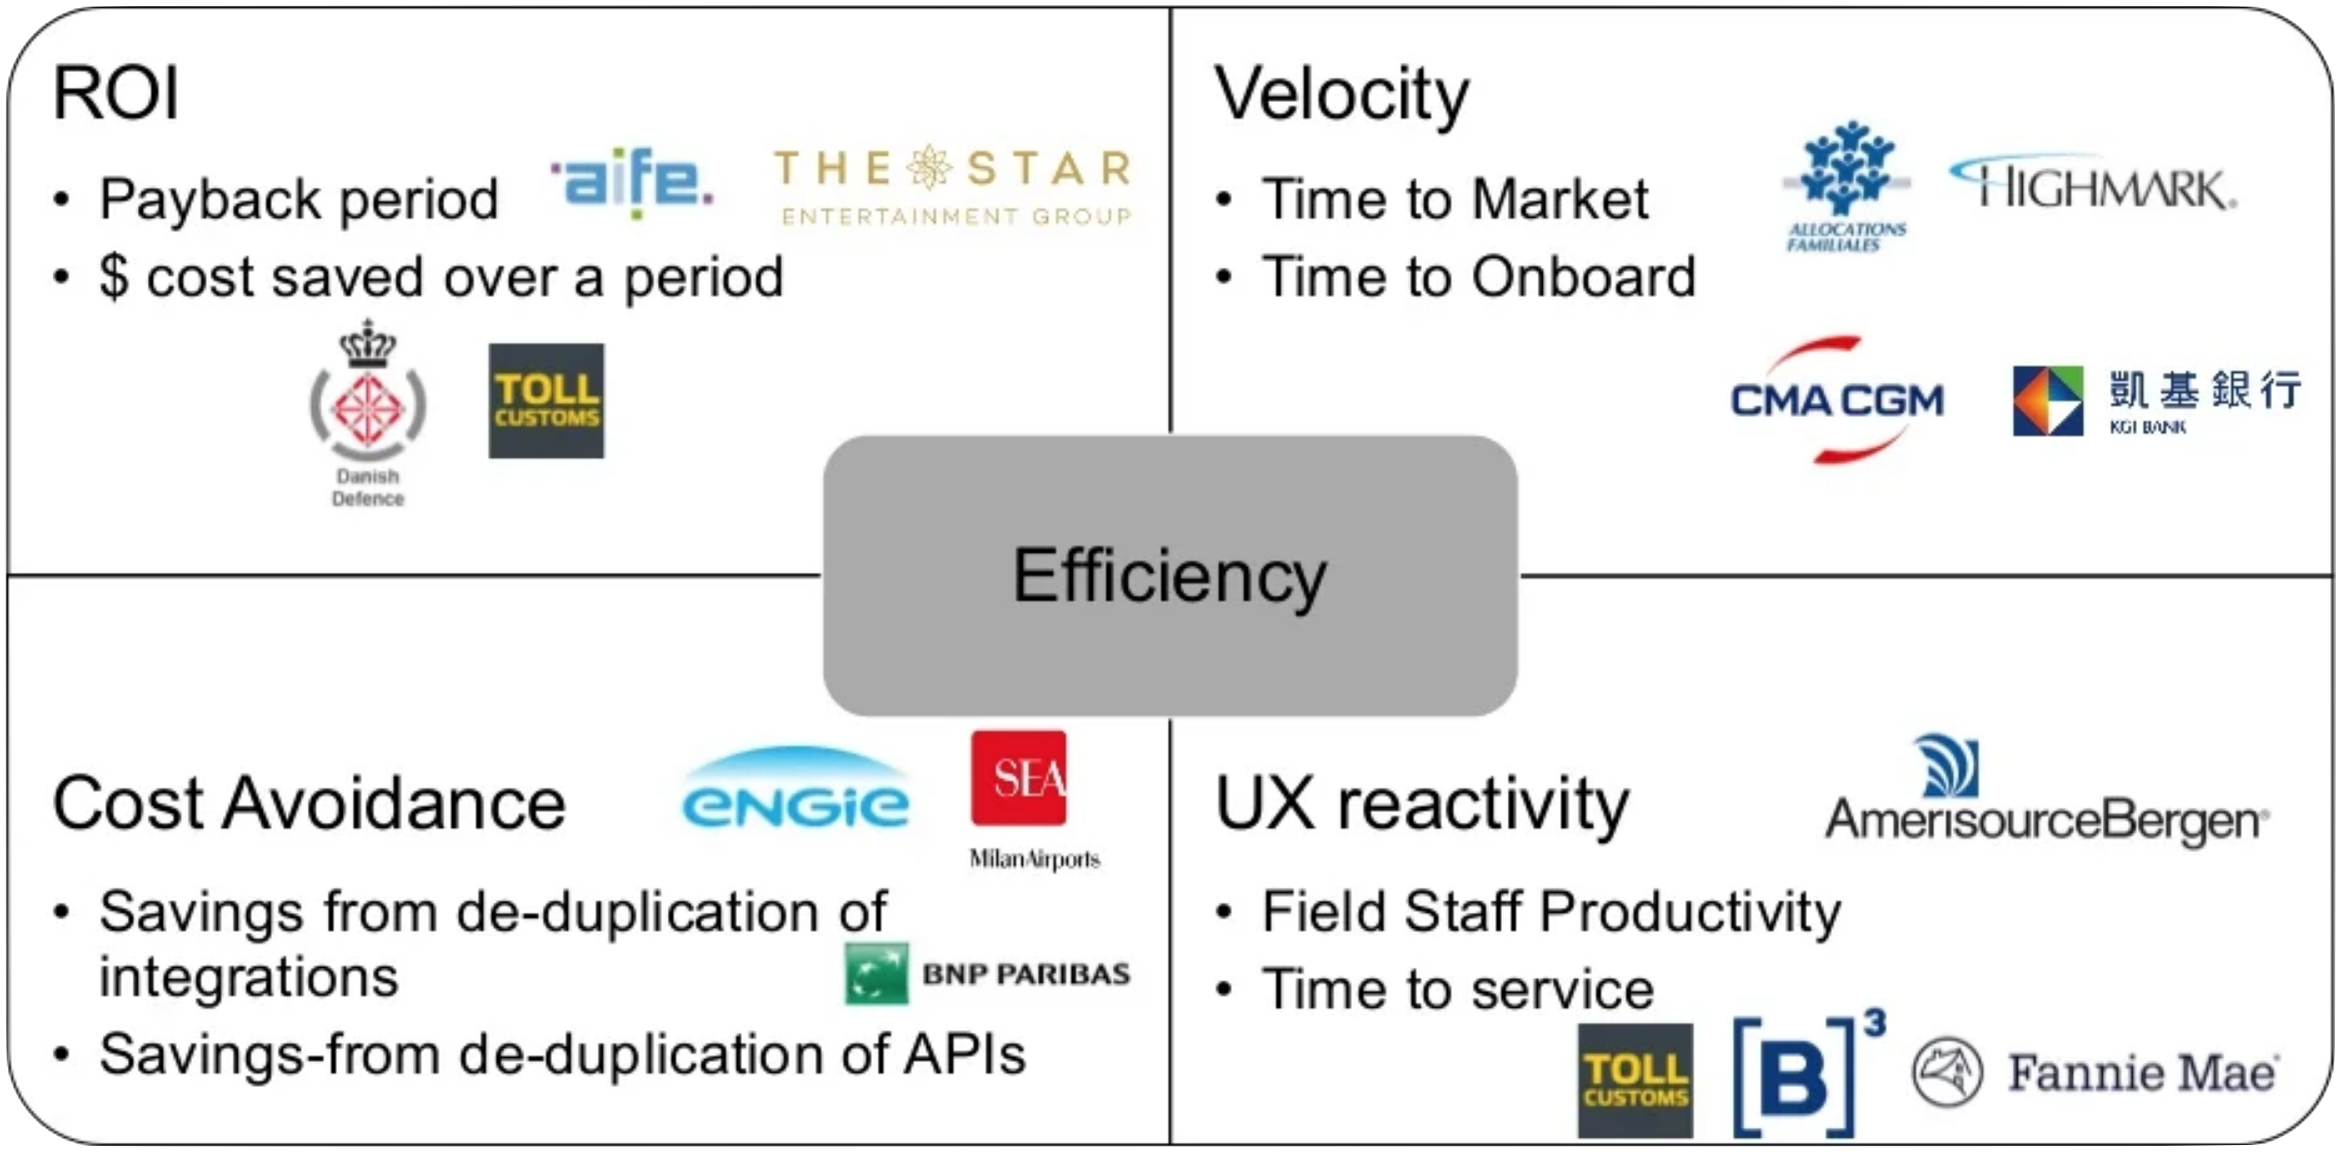 ROI
• Payback period
aife.
THE STAR
ENTERTAINMENT GROUP
• $ cost saved over a period
Danish
Defence
TOLL
CUSTOMS
Velocity
• Time to Market
• Time to Onboard
ALLOCATIONS
FAMILIALES
HIGHMARK®
CMA CGM
凱基銀行
KGI BANK
Efficiency
Cost Avoidance
ENGIE
SEA
Milan Airports
• Savings from de-duplication of
integrations
BNP PARIBAS
• Savings-from de-duplication of APIs
UX reactivity
AmerisourceBergen®
• Field Staff Productivity
• Time to service
TOLL
CUSTOMS
[B]³
Fannie Mae®